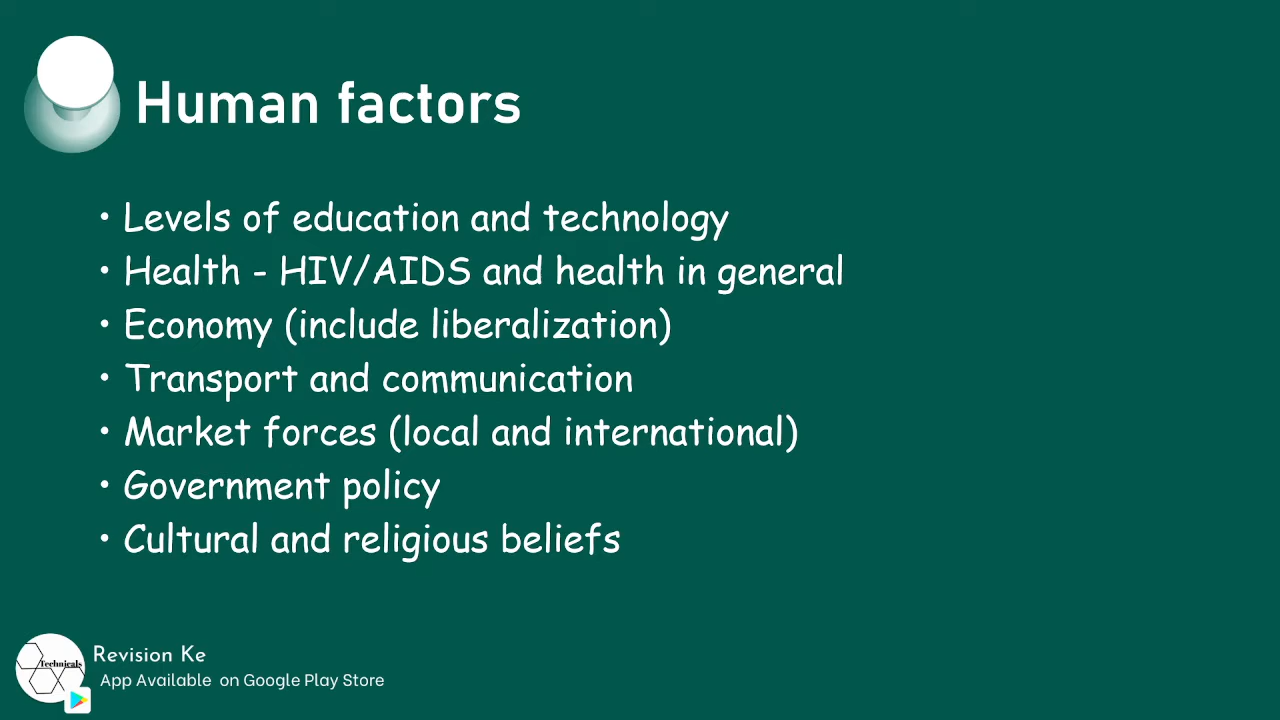 Human factors
• Levels of education and technology
• Health - HIV/AIDS and health in general
• Economy (include liberalization)
• Transport and communication
• Market forces (local and international)
• Government policy
• Cultural and religious beliefs
Technicals
Revision Ke
App Available on Google Play Store